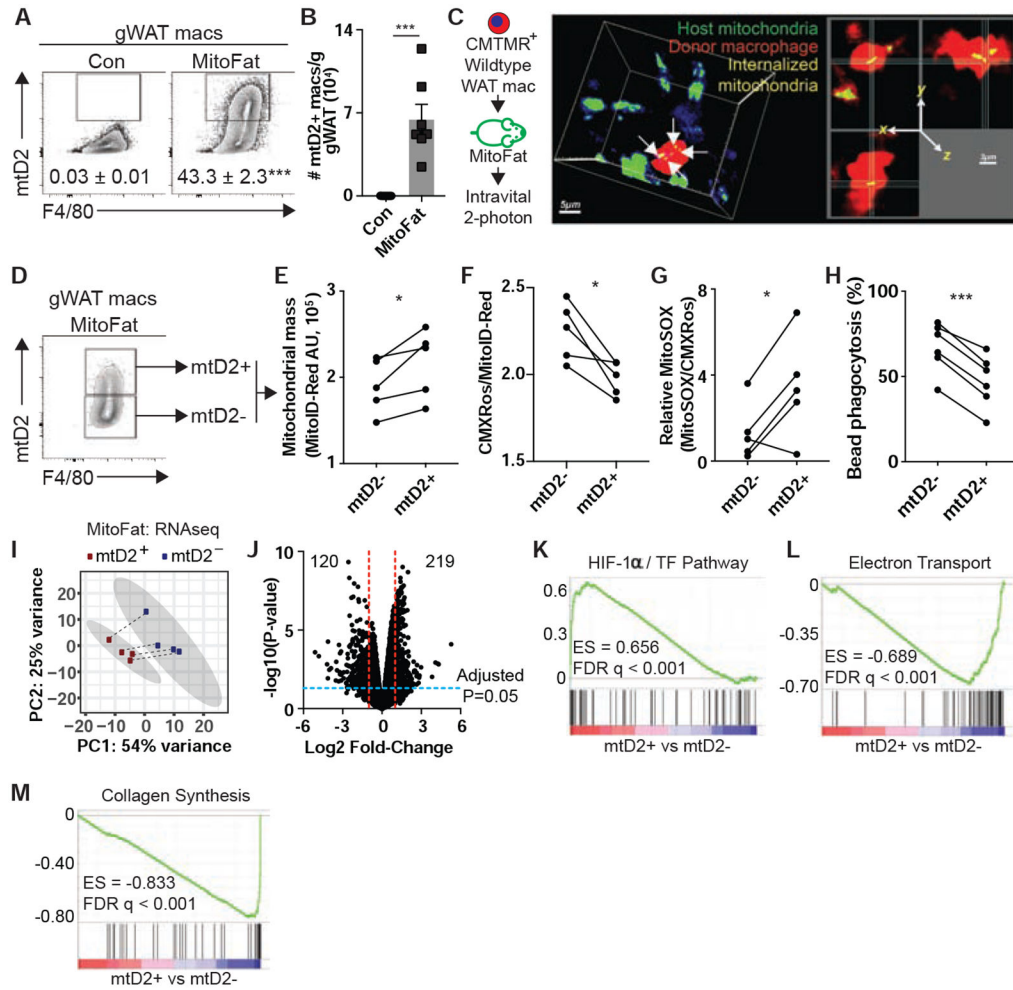 A
gWAT macs
Con
MitoFat
mtD2
0.03 ± 0.01
43.3 ± 2.3***
F4/80
B
# mtD2+ macs/g
gWAT (10⁴)
14
7
0
***
Con
MitoFat
C
CMTMR⁺
Wildtype
WAT mac
MitoFat
Intravital
2-photon
Host mitochondria
Donor macrophage
Internalized
mitochondria
5μm
y
x
z
3μm
D
gWAT macs
MitoFat
mtD2
mtD2+
mtD2-
F4/80
E
Mitochondrial mass
(MitoID-Red AU, 10⁵)
3
2
1
*
mtD2-
mtD2+
F
CMXRos/MitoID-Red
2.5
2.0
1.5
*
mtD2-
mtD2+
G
Relative MitoSOX
(MitoSOX/CMXRos)
8
4
0
*
mtD2-
mtD2+
H
Bead phagocytosis (%)
100
50
0
***
mtD2-
mtD2+
I
MitoFat: RNAseq
mtD2⁺
mtD2⁻
PC2: 25% variance
20
10
0
−10
−20
−20
−10
0
10
20
PC1: 54% variance
J
-log10(P-value)
10
5
0
120
219
Adjusted
P=0.05
-6
-3
0
3
6
Log2 Fold-Change
K
HIF-1α / TF Pathway
0.6
0.3
0
ES = 0.656
FDR q < 0.001
mtD2+ vs mtD2-
L
Electron Transport
0
-0.35
-0.70
ES = -0.689
FDR q < 0.001
mtD2+ vs mtD2-
M
Collagen Synthesis
0
-0.40
-0.80
ES = -0.833
FDR q < 0.001
mtD2+ vs mtD2-